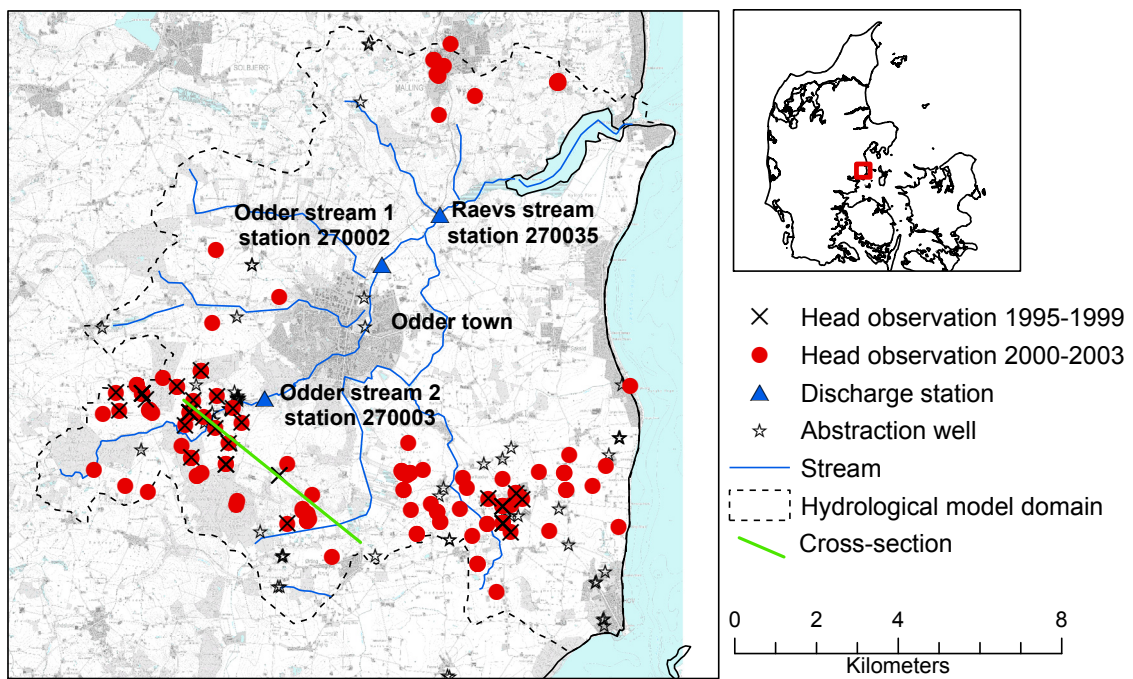 MALLING
Odder stream 1
station 270002
Raevs stream
station 270035
Odder town
Odder stream 2
station 270003
Head observation 1995-1999
Head observation 2000-2003
Discharge station
Abstraction well
Stream
Hydrological model domain
Cross-section
0 2 4 8
Kilometers